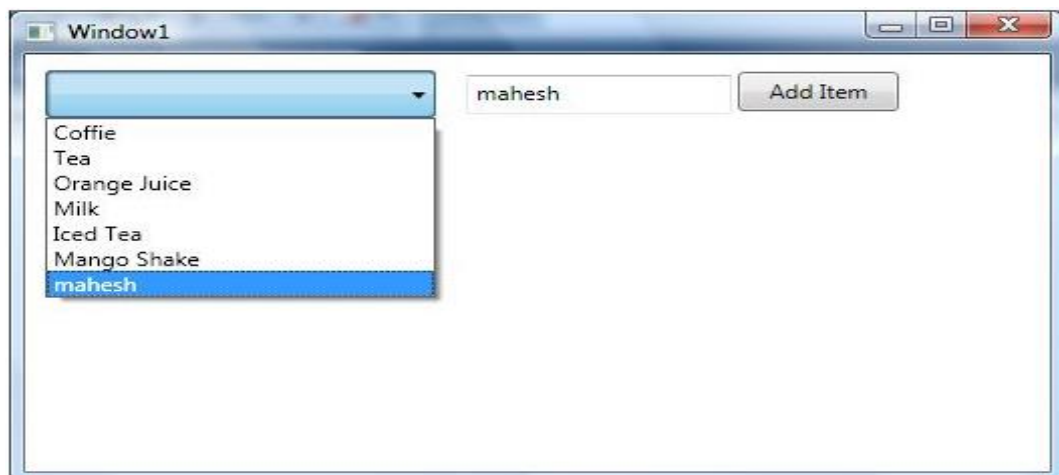 Window1
mahesh
Add Item
Coffie
Tea
Orange Juice
Milk
Iced Tea
Mango Shake
mahesh